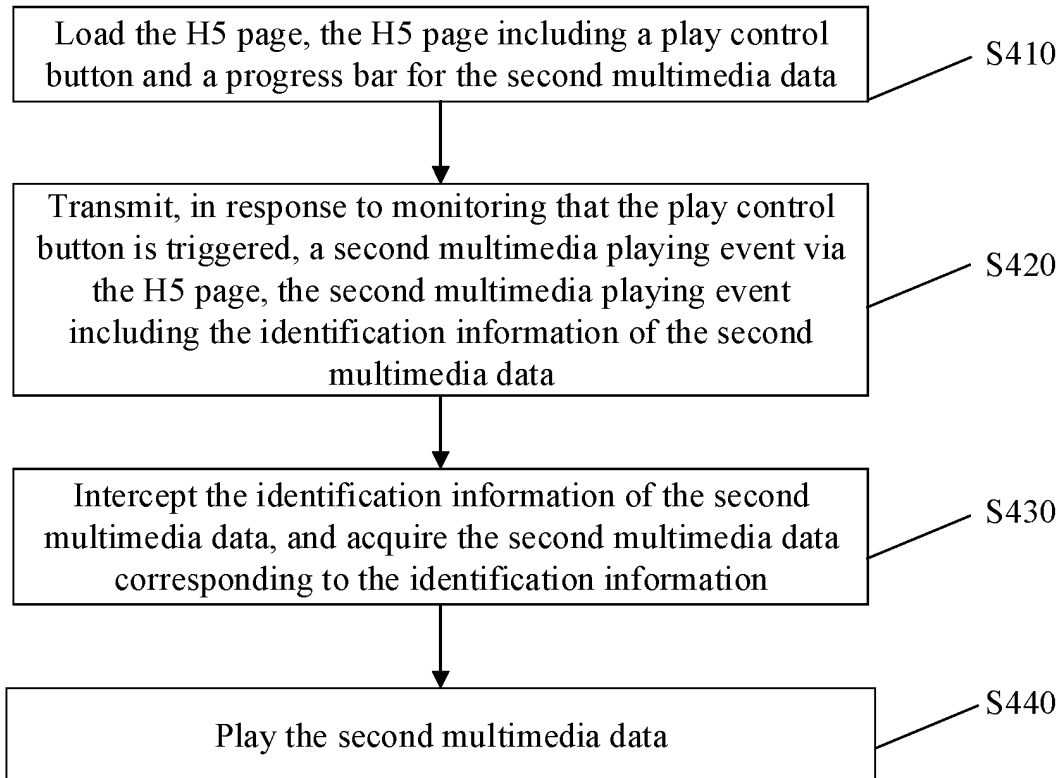 Load the H5 page, the H5 page including a play control
button and a progress bar for the second multimedia data
S410
Transmit, in response to monitoring that the play control
button is triggered, a second multimedia playing event via
the H5 page, the second multimedia playing event
including the identification information of the second
multimedia data
S420
Intercept the identification information of the second
multimedia data, and acquire the second multimedia data
corresponding to the identification information
S430
Play the second multimedia data
S440